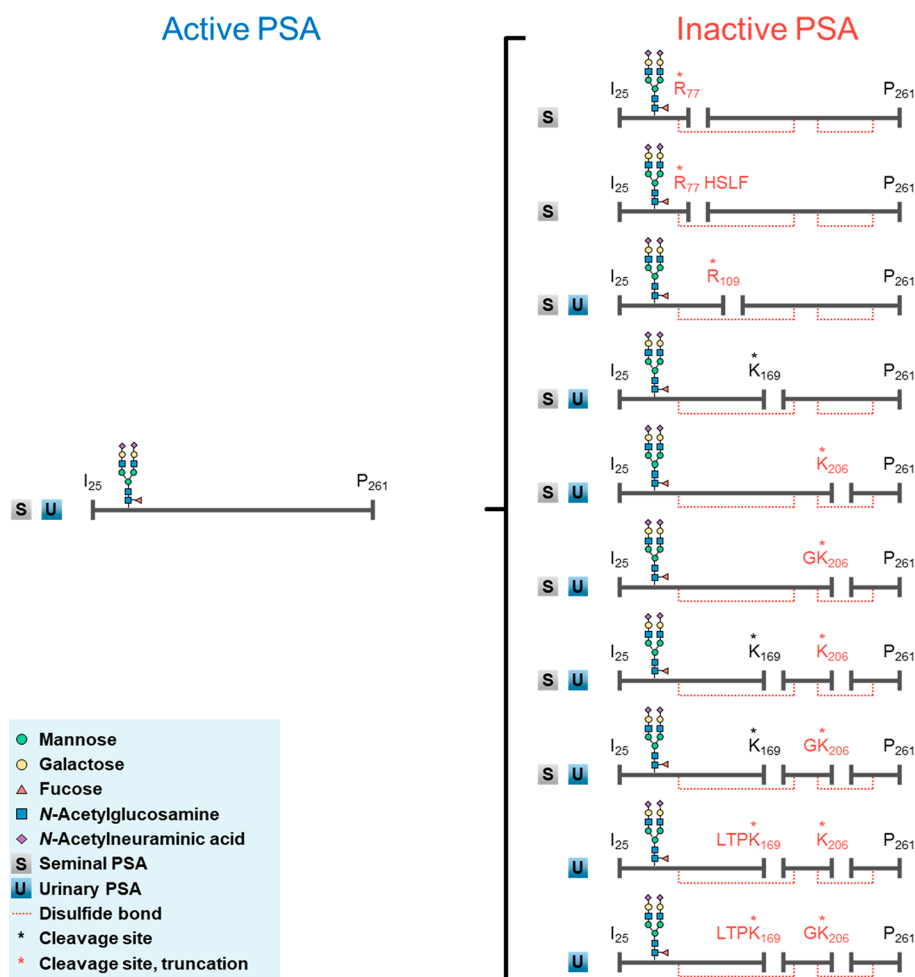 Active PSA
Inactive PSA
I25 * R77 P261
S
I25 * R77 HSLF P261
S
I25 * R109 P261
S U
I25 * K169 P261
S U
I25 * K206 P261
S U
I25 P261
S U
I25 * GK206 P261
S U
I25 * K169 * K206 P261
S U
I25 * K169 * GK206 P261
S U
I25 * LTPK169 * K206 P261
U
I25 * LTPK169 * GK206 P261
U
Mannose
Galactose
Fucose
N-Acetylglucosamine
N-Acetylneuraminic acid
S Seminal PSA
U Urinary PSA
Disulfide bond
* Cleavage site
* Cleavage site, truncation